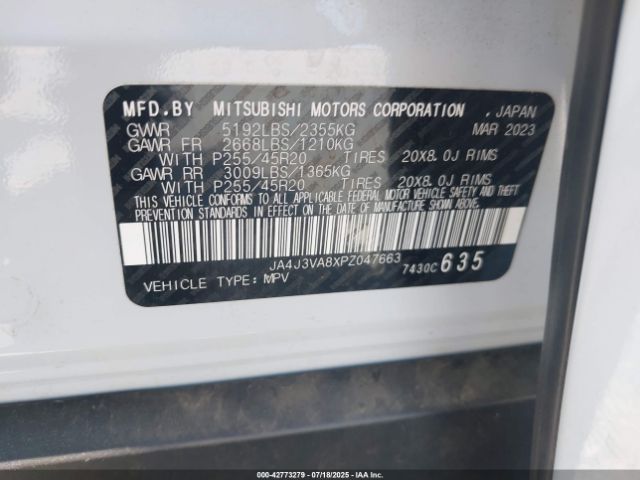 MFD. BY MITSUBISHI MOTORS CORPORATION . JAPAN
GVWR 5192LBS/2355KG MAR 2023
GAWR FR 2668LBS/1210KG
WITH P255/45R20 TIRES 20X8.0J RIMS
GAWR RR 3009LBS/1365KG
WITH P255/45R20 TIRES 20X8.0J RIMS
THIS VEHICLE CONFORMS TO ALL APPLICABLE FEDERAL MOTOR VEHICLE SAFETY AND THEFT
PREVENTION STANDARDS IN EFFECT ON THE DATE OF MANUFACTURE SHOWN ABOVE.
JA4J3VA8XPZ047663
7430C 635
VEHICLE TYPE: MPV
000-42773279 - 07/18/2025 - IAAI.COM